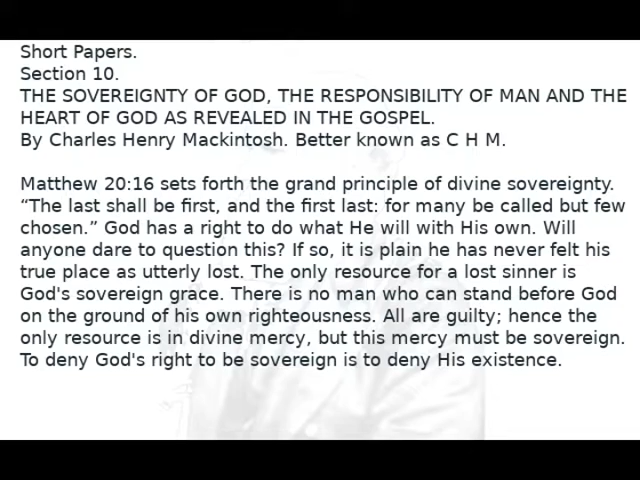 Short Papers.
Section 10.
THE SOVEREIGNTY OF GOD, THE RESPONSIBILITY OF MAN AND THE
HEART OF GOD AS REVEALED IN THE GOSPEL.
By Charles Henry Mackintosh. Better known as C H M.
Matthew 20:16 sets forth the grand principle of divine sovereignty.
“The last shall be first, and the first last: for many be called but few
chosen.” God has a right to do what He will with His own. Will
anyone dare to question this? If so, it is plain he has never felt his
true place as utterly lost. The only resource for a lost sinner is
God's sovereign grace. There is no man who can stand before God
on the ground of his own righteousness. All are guilty; hence the
only resource is in divine mercy, but this mercy must be sovereign.
To deny God's right to be sovereign is to deny His existence.